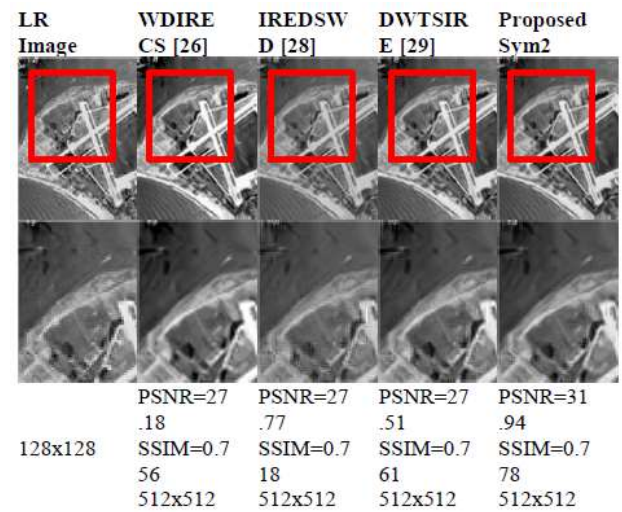 LR WDIRE IREDSW DWTSIR Proposed
Image CS [26] D [28] E [29] Sym2
PSNR=27 PSNR=27 PSNR=27 PSNR=31
.18 .77 .51 .94
128x128 SSIM=0.7 SSIM=0.7 SSIM=0.7 SSIM=0.7
56 18 61 78
512x512 512x512 512x512 512x512